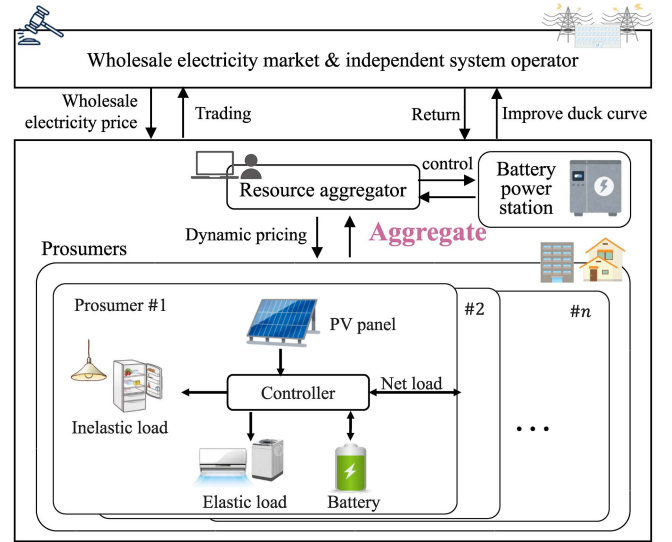 Wholesale electricity market & independent system operator
Wholesale
electricity price
Trading
Return
Improve duck curve
Resource aggregator
control
Battery
power
station
Dynamic pricing
Aggregate
Prosumers
Prosumer #1
#2
#n
PV panel
Controller
Net load
Inelastic load
Elastic load
Battery
...